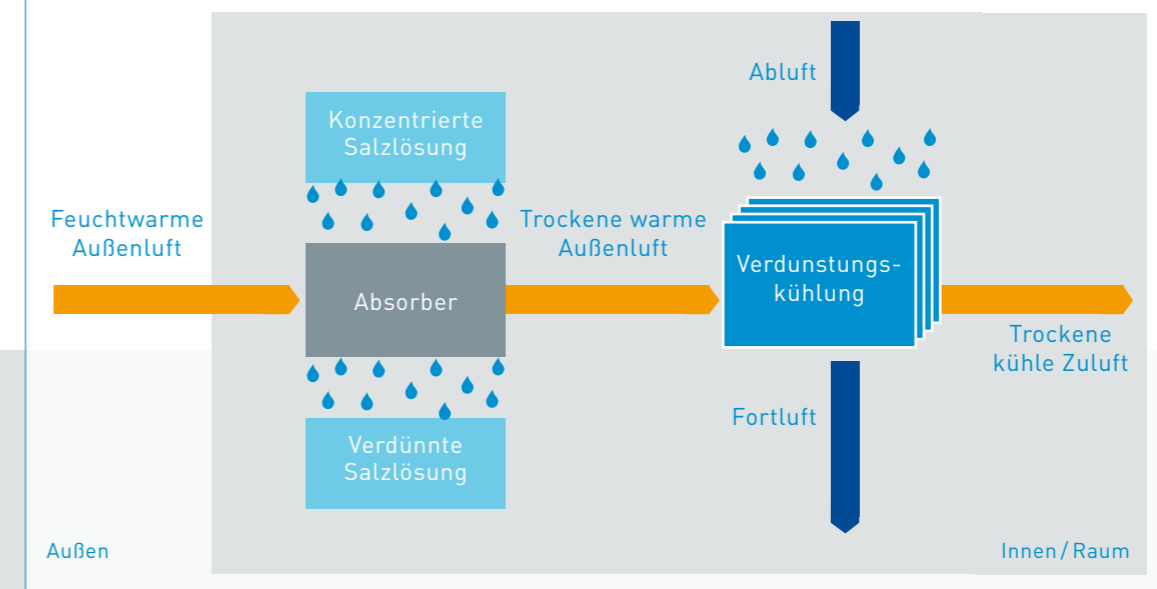 Abluft
Konzentrierte
Salzlösung
Feuchtwarme
Außenluft
Trockene warme
Außenluft
Verdunstungs-
kühlung
Absorber
Trockene
kühle Zuluft
Fortluft
Verdünnte
Salzlösung
Außen
Innen/Raum